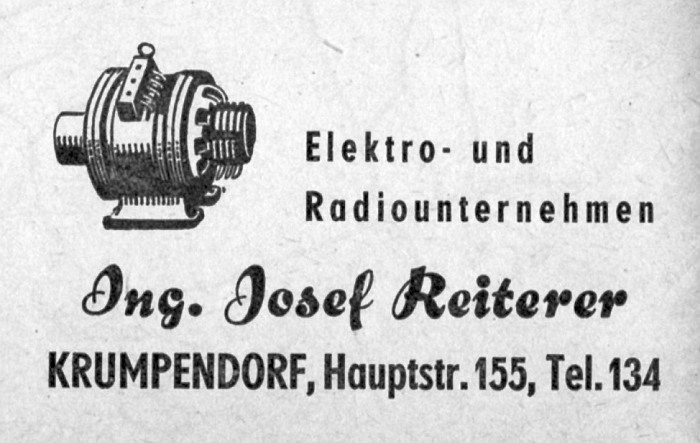 Elektro- und
Radiounternehmen
Ing. Josef Reiterer
KRUMPENDORF, Hauptstr. 155, Tel. 134